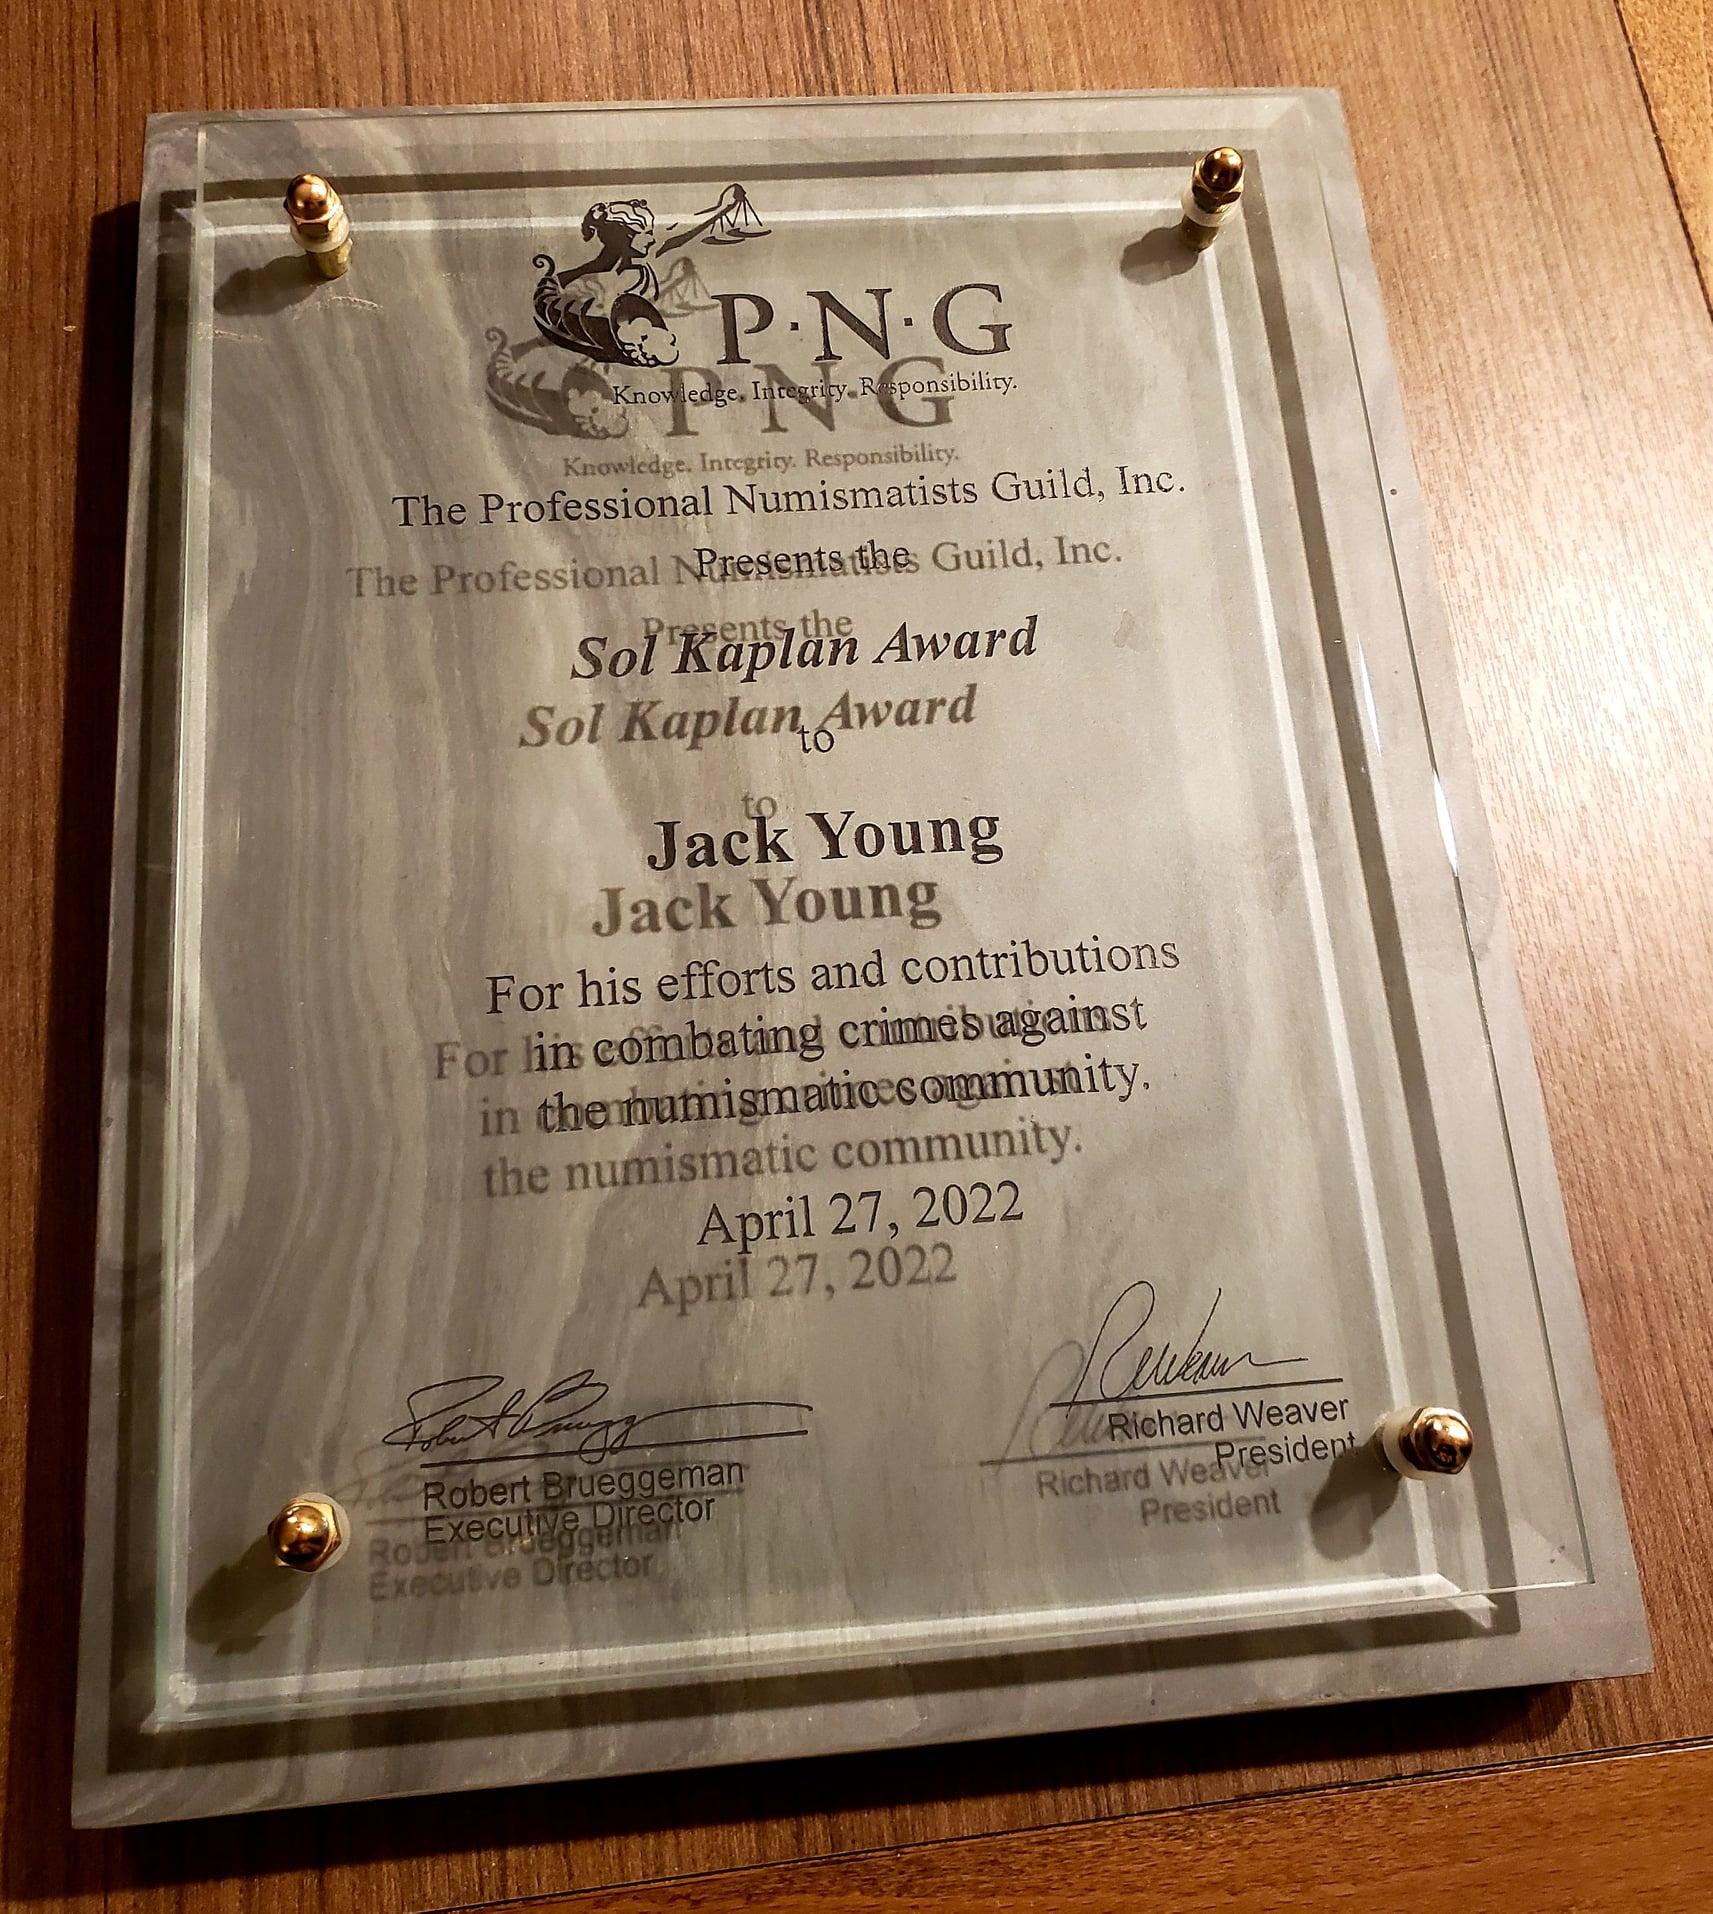 P·N·G
Knowledge. Integrity. Responsibility.
The Professional Numismatists Guild, Inc.
Presents the
Sol Kaplan Award
to
Jack Young
For his efforts and contributions
in combating crimes against
the numismatic community.
April 27, 2022
Robert Brueggeman
Executive Director
Richard Weaver
President